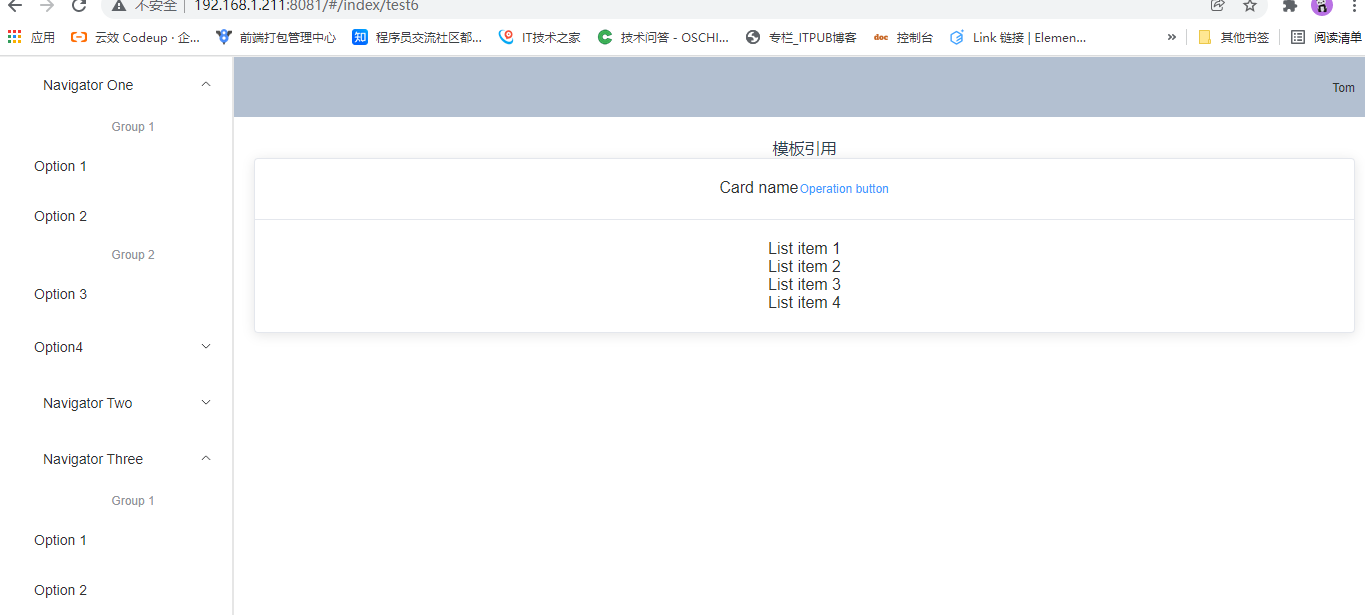 不安全 192.168.1.211:8081/#/index/test6
应用 云效 Codeup · 企... 前端打包管理中心 知 程序员交流社区都... IT技术之家 技术问答 - OSCHI... 专栏_ITPUB博客 doc 控制台 Link 链接 | Elemen... » 其他书签 阅读清单
Navigator One
Group 1
Option 1
Option 2
Group 2
Option 3
Option4
Navigator Two
Navigator Three
Group 1
Option 1
Option 2
Tom
模板引用
Card name Operation button
List item 1
List item 2
List item 3
List item 4